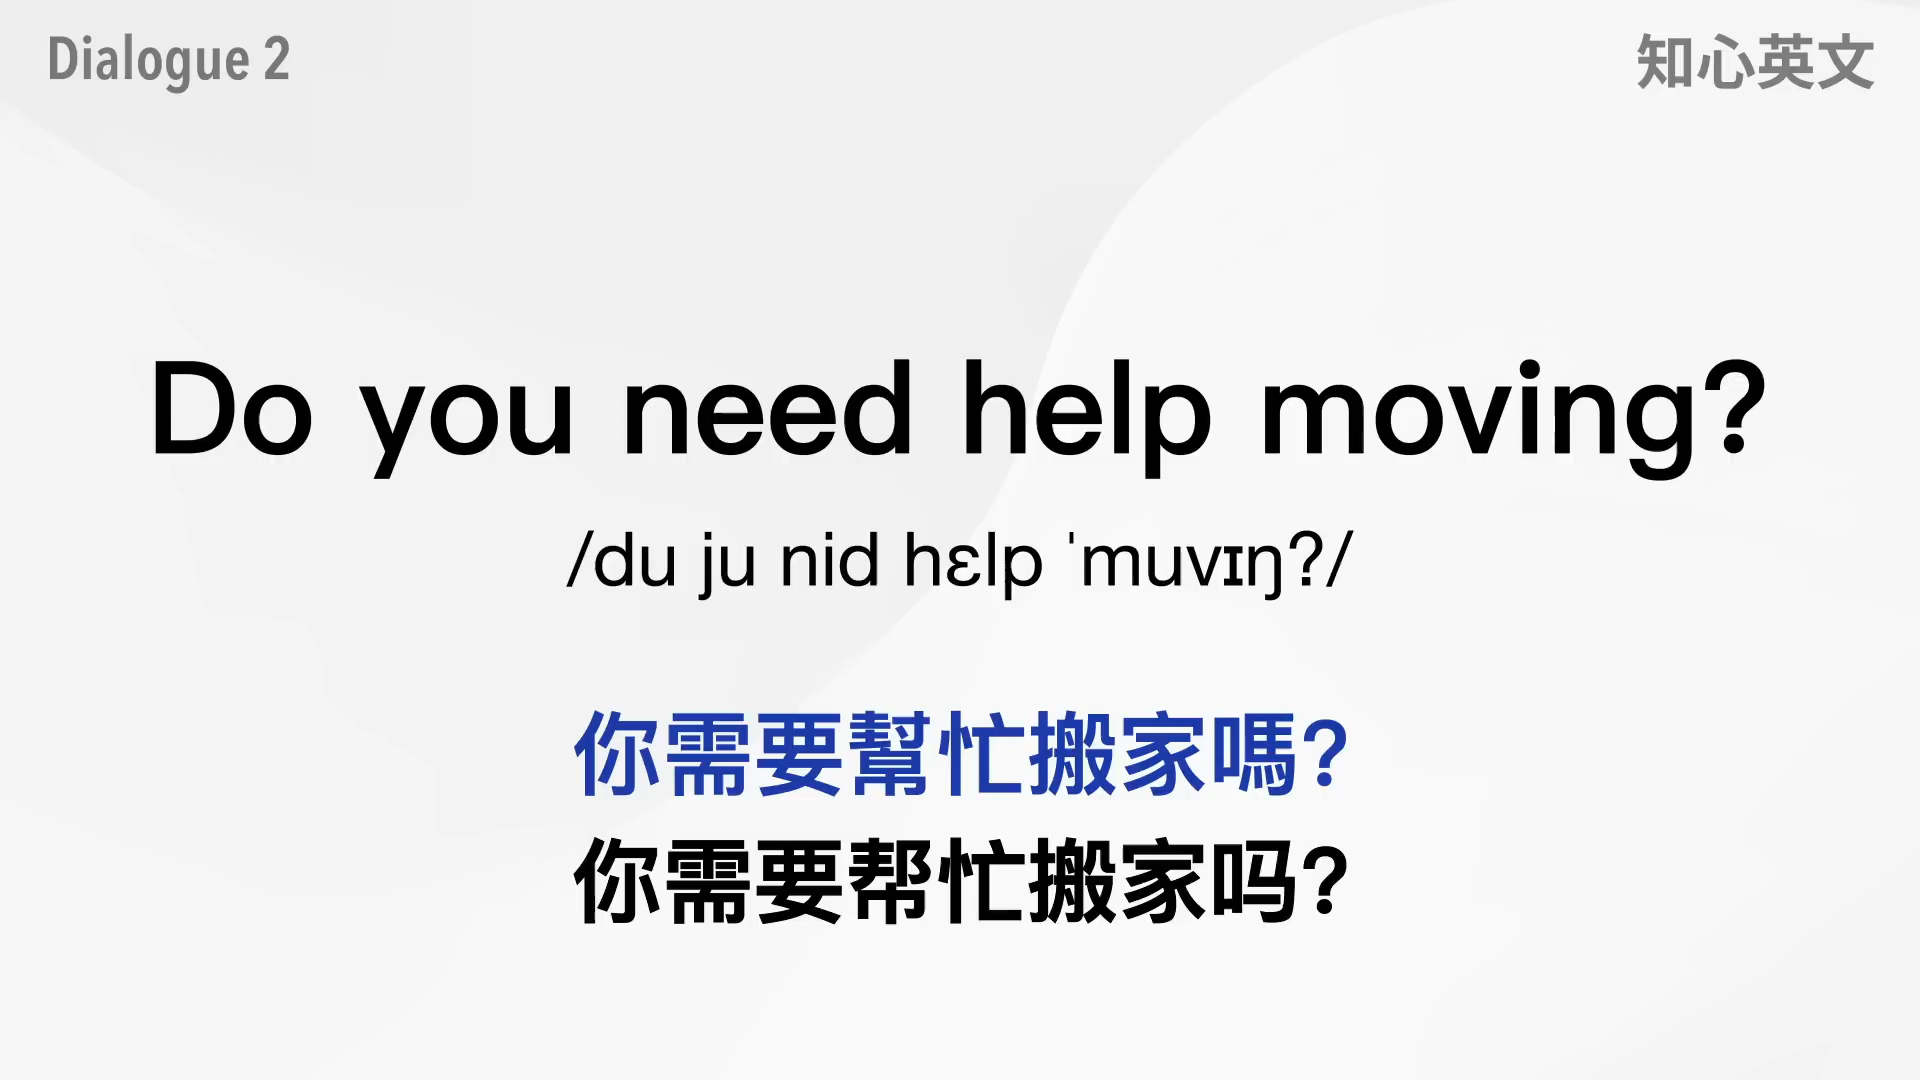 Dialogue 2
知心英文
Do you need help moving?
/du ju nid hɛlp ˈmuvɪŋ?/
你需要幫忙搬家嗎?
你需要帮忙搬家吗?